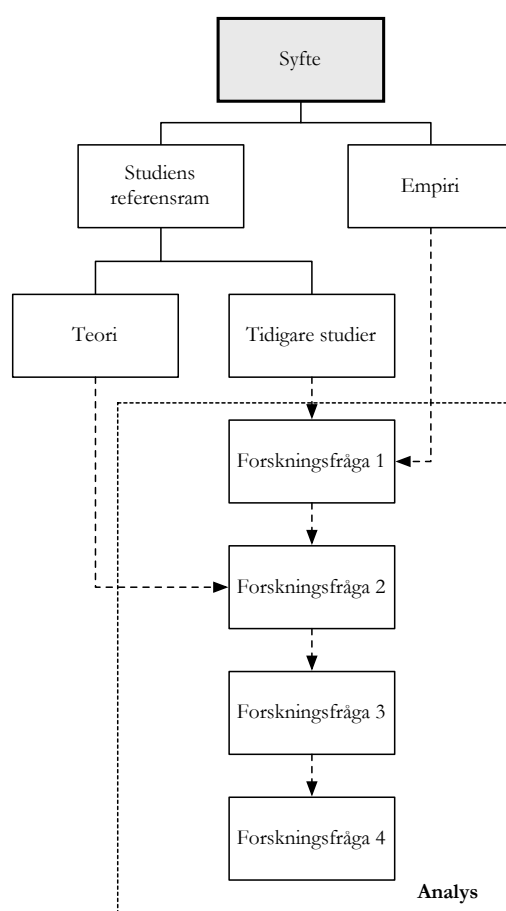 Syfte
Studiens
referensram
Empiri
Teori
Tidigare studier
Forskningsfråga 1
Forskningsfråga 2
Forskningsfråga 3
Forskningsfråga 4
Analys